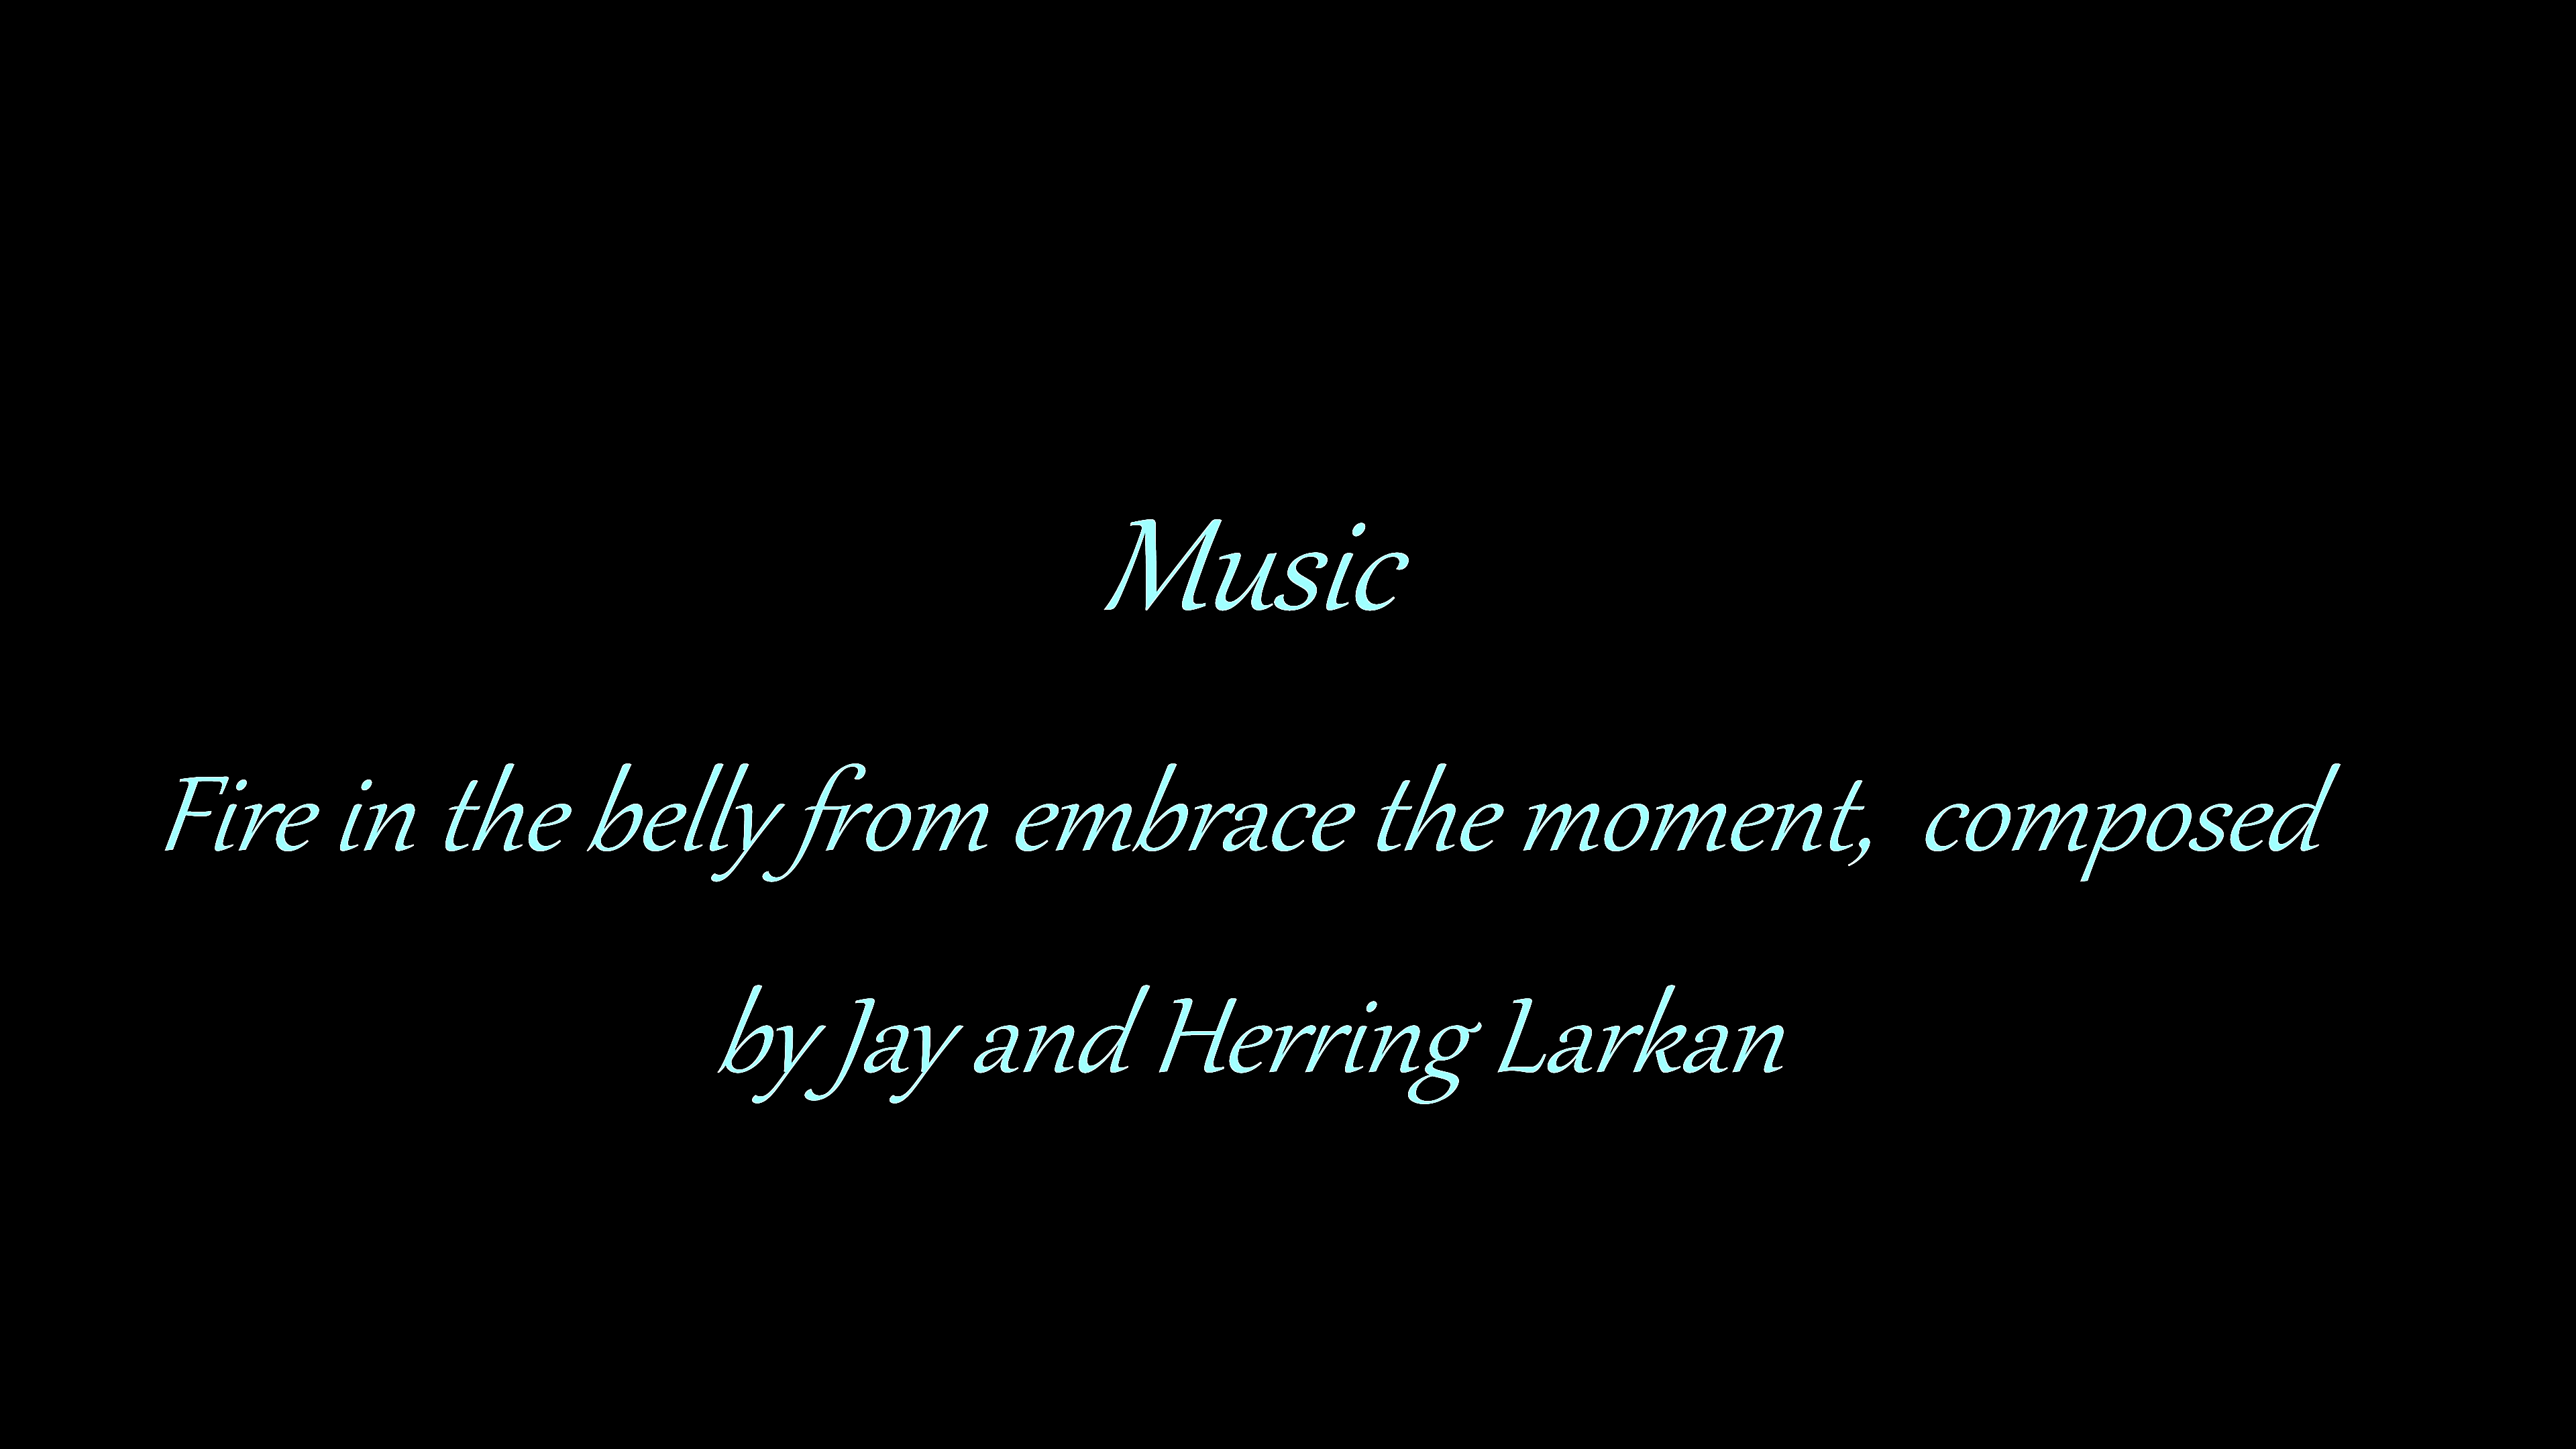 Music
Fire in the belly from embrace the moment,  composed
by Jay and Herring Larkan